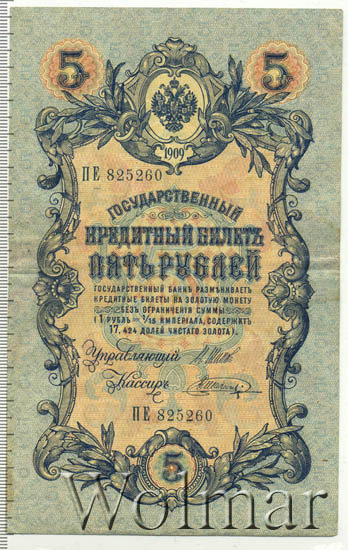 5 5
1909
ПЕ 825260
ГОСУДАРСТВЕННЫЙ
КРЕДИТНЫЙ БИЛЕТЪ
ПЯТЬ РУБЛЕЙ
ГОСУДАРСТВЕННЫЙ БАНКЪ РАЗМѢНИВАЕТЪ
КРЕДИТНЫЕ БИЛЕТЫ НА ЗОЛОТУЮ МОНЕТУ
БЕЗЪ ОГРАНИЧЕНІЯ СУММЫ
(1 РУБЛЬ = 1/15 ИМПЕРІАЛА, СОДЕРЖИТЪ
17,424 ДОЛЕЙ ЧИСТАГО ЗОЛОТА).
Управляющій
Кассиръ
ПЕ 825260
5
Wolmar